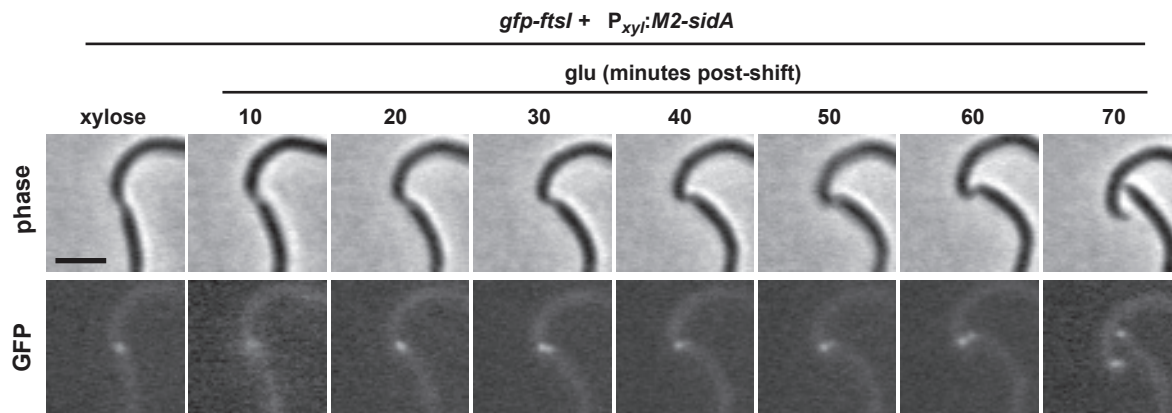 gfp-ftsI + Pxyl:M2-sidA
glu (minutes post-shift)
xylose 10 20 30 40 50 60 70
phase
GFP